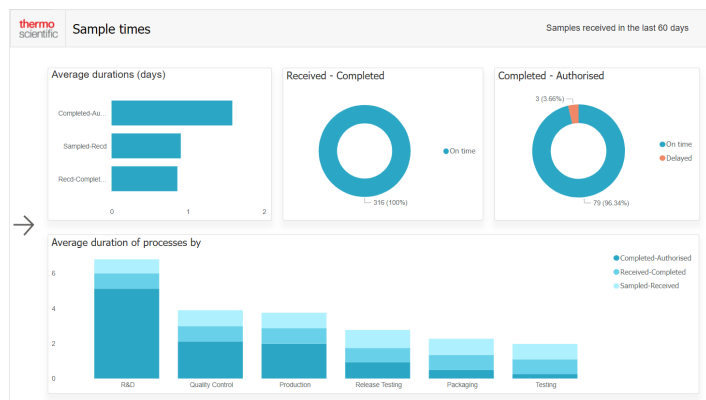 thermo
scientific
Sample times
Samples received in the last 60 days
Average durations (days)
Completed-Au...
Sampled-Recd
Recd-Complet...
0 1 2
Received - Completed
On time
316 (100%)
Completed - Authorised
3 (3.66%)
On time
Delayed
79 (96.34%)
Average duration of processes by
Completed-Authorised
Received-Completed
Sampled-Received
6
4
2
0
R&D Quality Control Production Release Testing Packaging Testing